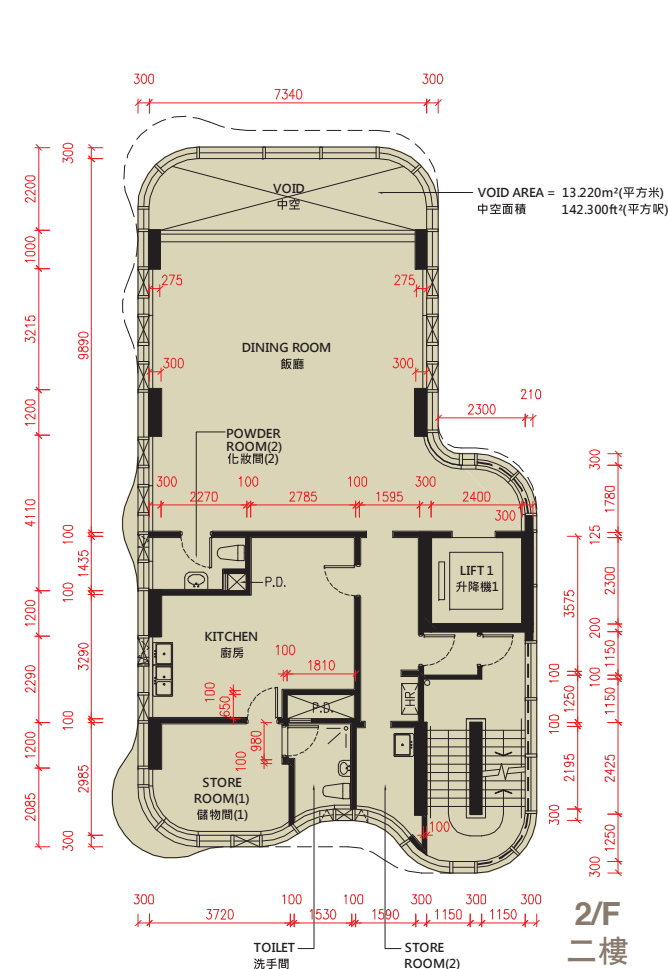 300
7340
300
300
2200
1000
3215
1200
4110
1200
2290
1200
2085
9890
100
1435
100
3290
100
2985
300
VOID
中空
VOID AREA = 13.220m²(平方米)
中空面積 142.300ft²(平方呎)
275
275
DINING ROOM
飯廳
300
300
210
2300
POWDER
ROOM(2)
化妝間(2)
300
100
100
300
2270
2785
1595
2400
300
P.D.
LIFT 1
升降機1
KITCHEN
廚房
100
1810
100
650
P.D.
HR
980
100
STORE
ROOM(1)
儲物間(1)
100
3575
100
1250
100
2195
300
300
1780
125
2300
200
1150
100
1150
2425
1250
300
300
100
100
300
300
300
3720
1530
1590
1150
1150
TOILET
洗手間
STORE
ROOM(2)
2/F
二樓